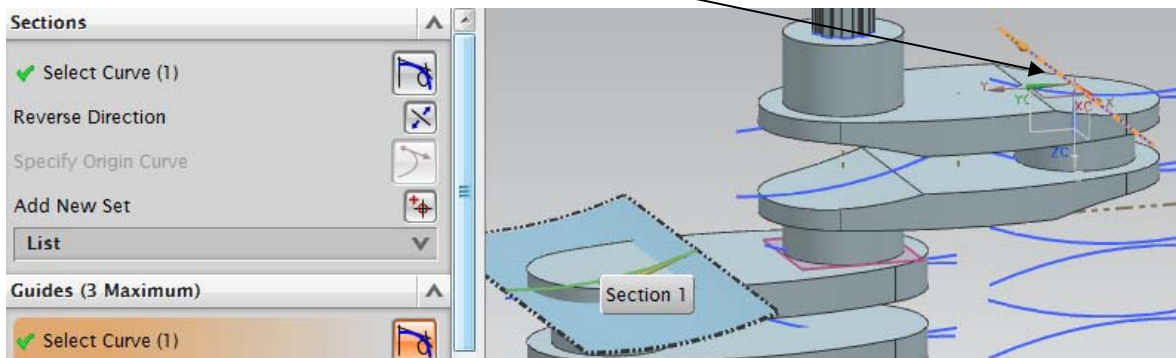 Sections
Select Curve (1)
Reverse Direction
Specify Origin Curve
Add New Set
List
Guides (3 Maximum)
Select Curve (1)
Section 1
Y
YC
XC
X
ZC